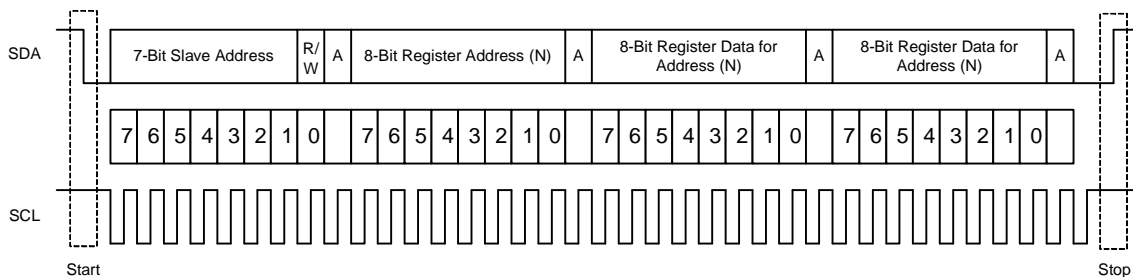 SDA
7-Bit Slave Address
R/
W
A
8-Bit Register Address (N)
A
8-Bit Register Data for
Address (N)
A
8-Bit Register Data for
Address (N)
A
7 6 5 4 3 2 1 0 7 6 5 4 3 2 1 0 7 6 5 4 3 2 1 0 7 6 5 4 3 2 1 0
SCL
Start
Stop